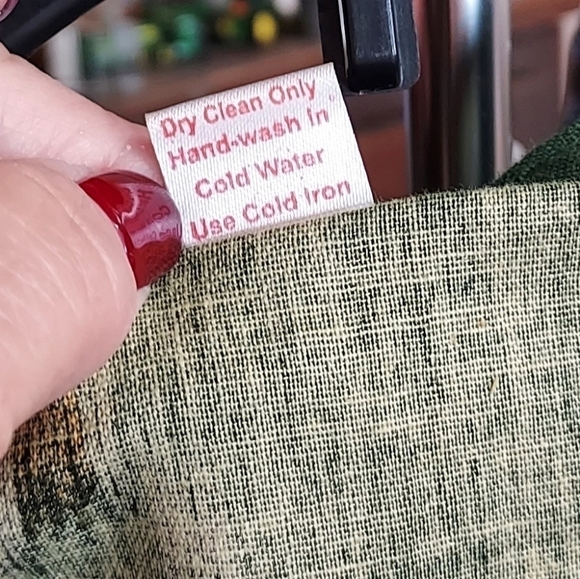 Dry Clean Only
Hand-wash in
Cold Water
Use Cold Iron